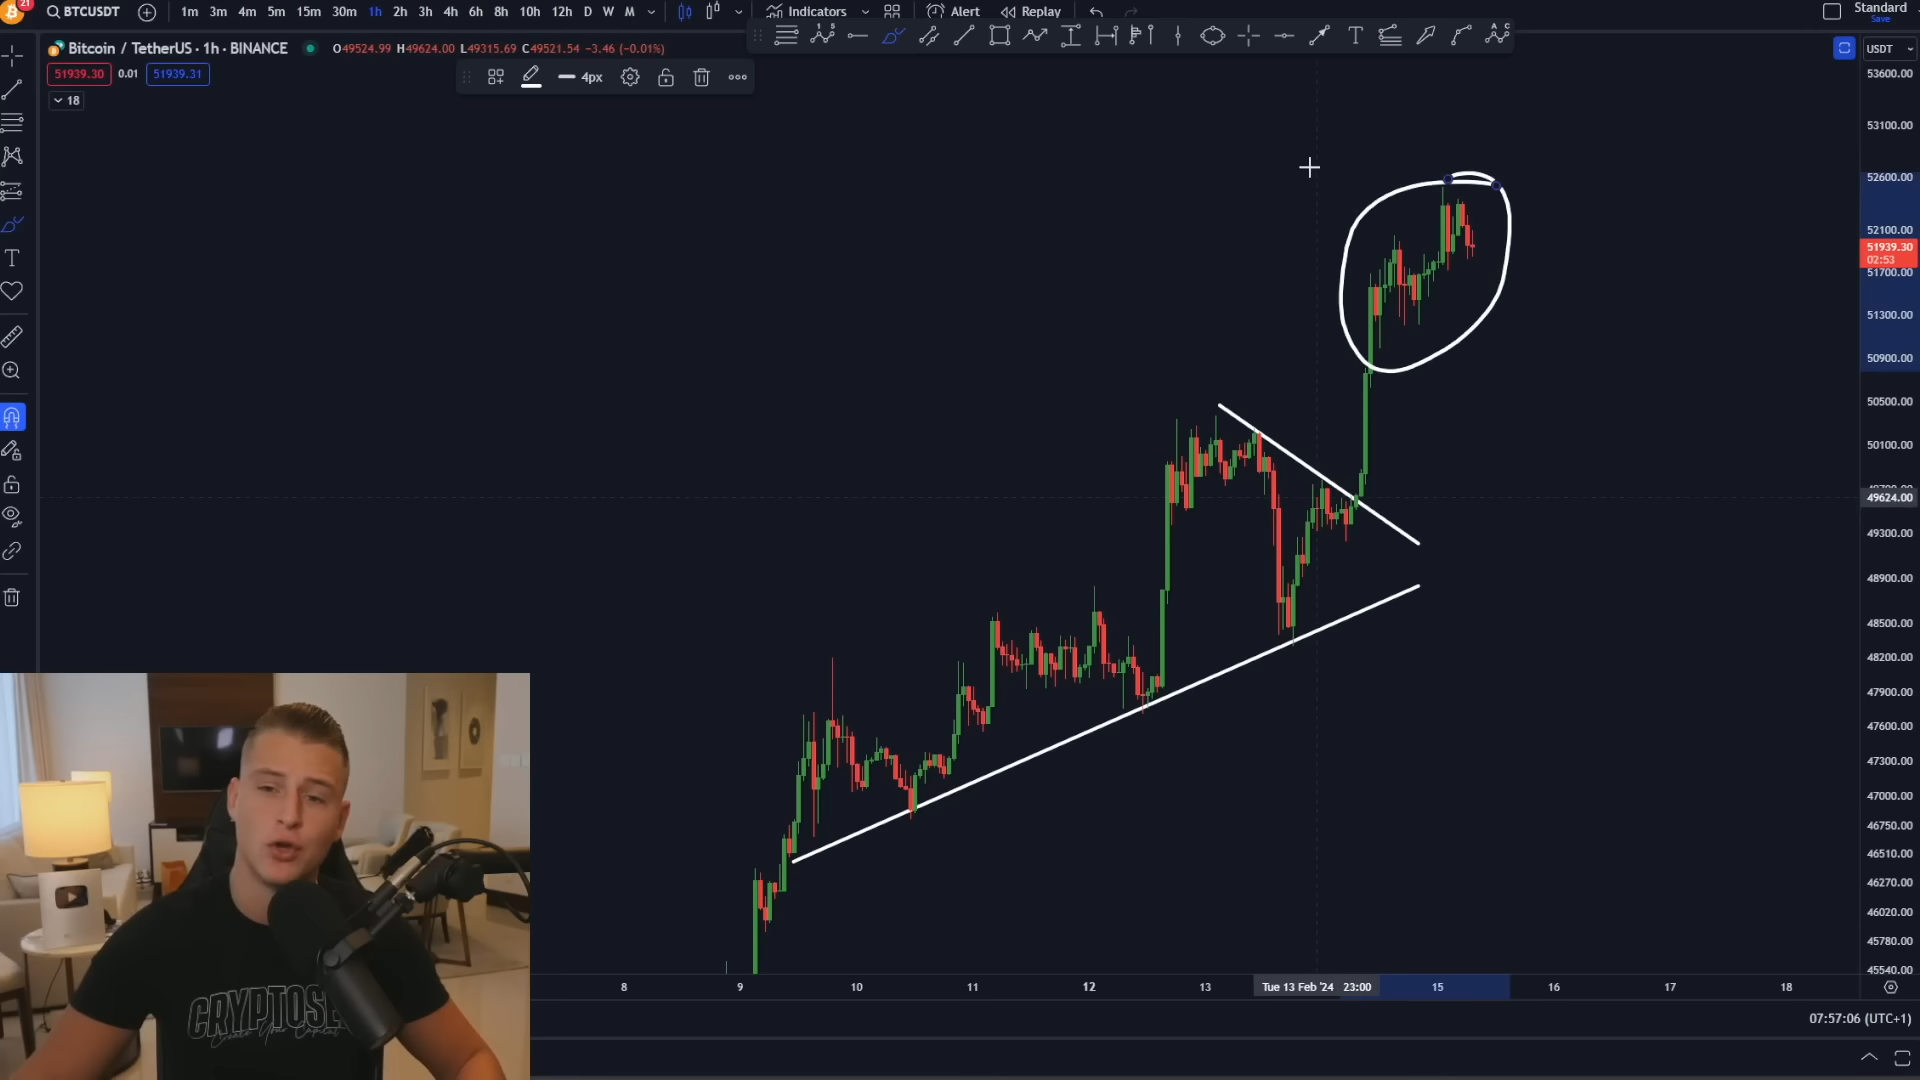 21
BTCUSDT
1m 3m 4m 5m 15m 30m 1h 2h 3h 4h 6h 8h 10h 12h D W M
Indicators
Alert
Replay
Standard
Save
Bitcoin / TetherUS · 1h · BINANCE
O49524.99 H49624.00 L49315.69 C49521.54 −3.46 (−0.01%)
USDT
51939.30 0.01 51939.31
4px
18
53600.00
53100.00
52600.00
52100.00
51939.30
02:53
51700.00
51300.00
50900.00
50500.00
50100.00
49624.00
49300.00
48900.00
48500.00
48200.00
47900.00
47600.00
47300.00
47000.00
46750.00
46510.00
46270.00
46020.00
45780.00
45540.00
8 9 10 11 12 13 Tue 13 Feb '24 23:00 15 16 17 18
07:57:06 (UTC+1)